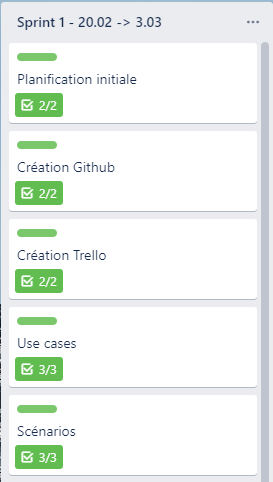 Sprint 1 - 20.02 -> 3.03
Planification initiale
2/2
Création Github
2/2
Création Trello
2/2
Use cases
3/3
Scénarios
3/3